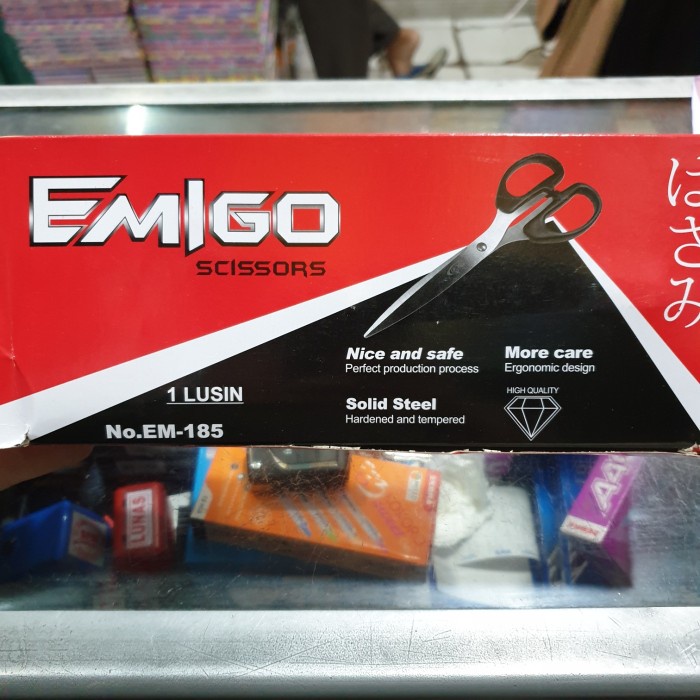 EMIGO
SCISSORS
はさみ
Nice and safe
Perfect production process
More care
Ergonomic design
Solid Steel
Hardened and tempered
HIGH QUALITY
1 LUSIN
No.EM-185
LUNAS